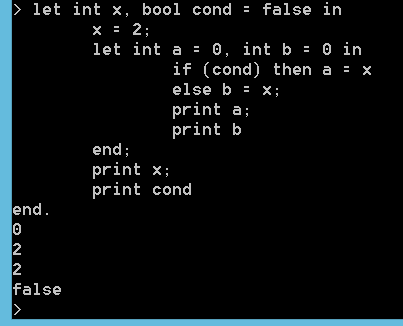 > let int x, bool cond = false in
x = 2;
let int a = 0, int b = 0 in
if (cond) then a = x
else b = x;
print a;
print b
end;
print x;
print cond
end.
0
2
2
false
>